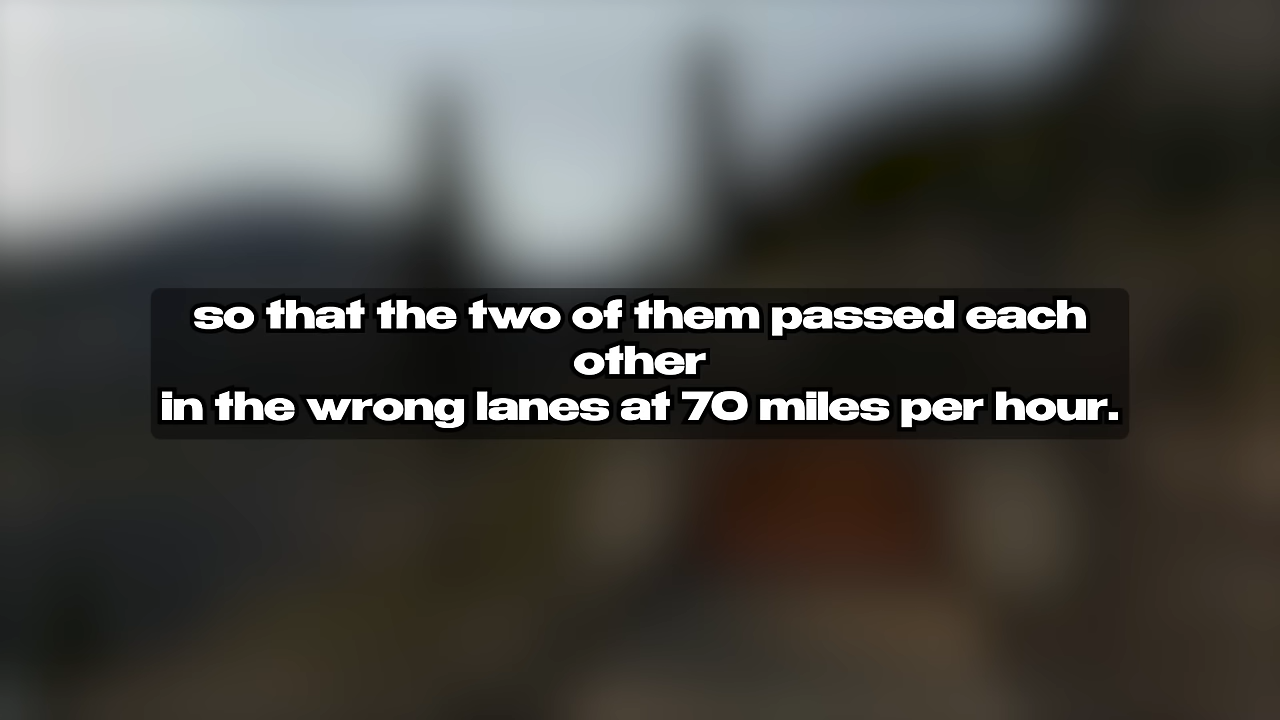 so that the two of them passed each
other
in the wrong lanes at 70 miles per hour.